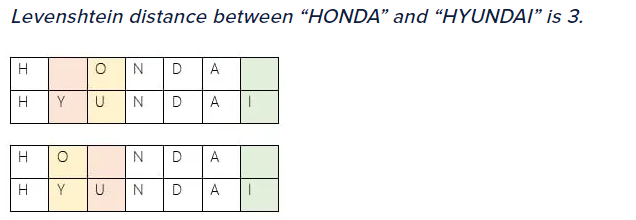 Levenshtein distance between “HONDA” and “HYUNDAI” is 3.
H O N D A
H Y U N D A I
H O N D A
H Y U N D A I